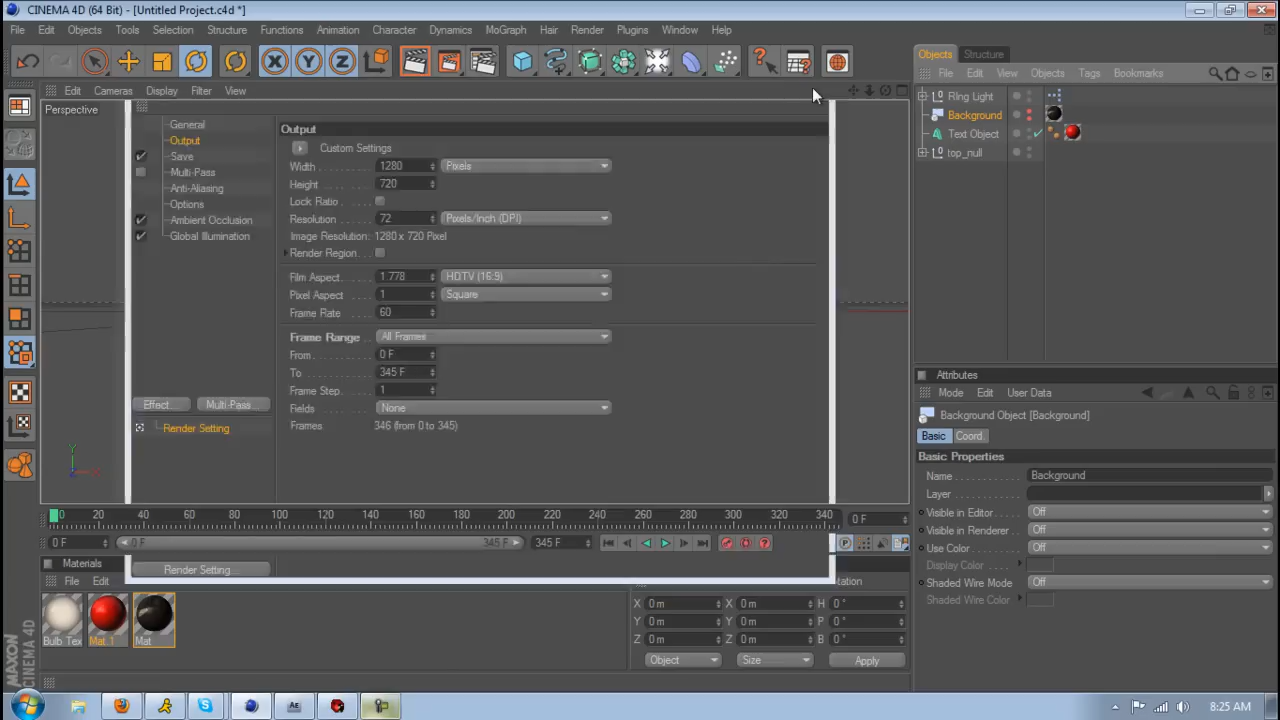 CINEMA 4D (64 Bit) - [Untitled Project.c4d *]
File Edit Objects Tools Selection Structure Functions Animation Character Dynamics MoGraph Hair Render Plugins Window Help
X Y Z
Objects Structure
File Edit View Objects Tags Bookmarks
Edit Cameras Display Filter View
Perspective
RIng Light
Background
Text Object
top_null
General
Output
Save
Multi-Pass
Anti-Aliasing
Options
Ambient Occlusion
Global Illumination
Effect... Multi-Pass...
Render Setting
Render Setting...
Output
Custom Settings
Width 1280 Pixels
Height 720
Lock Ratio
Resolution 72 Pixels/Inch (DPI)
Image Resolution: 1280 x 720 Pixel
Render Region
Film Aspect 1.778 HDTV (16:9)
Pixel Aspect 1 Square
Frame Rate 60
Frame Range All Frames
From 0 F
To 345 F
Frame Step 1
Fields None
Frames 346 (from 0 to 345)
Attributes
Mode Edit User Data
Background Object [Background]
Basic Coord.
Basic Properties
Name Background
Layer
Visible in Editor Off
Visible in Renderer Off
Use Color Off
Display Color
Shaded Wire Mode Off
Shaded Wire Color
0 20 40 60 80 100 120 140 160 180 200 220 240 260 280 300 320 340 0 F
0 F 0 F 345 F 345 F
Materials
File Edit
Bulb Tex Mat.1 Mat
X 0 m X 0 m H 0 °
Y 0 m Y 0 m P 0 °
Z 0 m Z 0 m B 0 °
Object Size Apply
MAXON
CINEMA 4D
8:25 AM